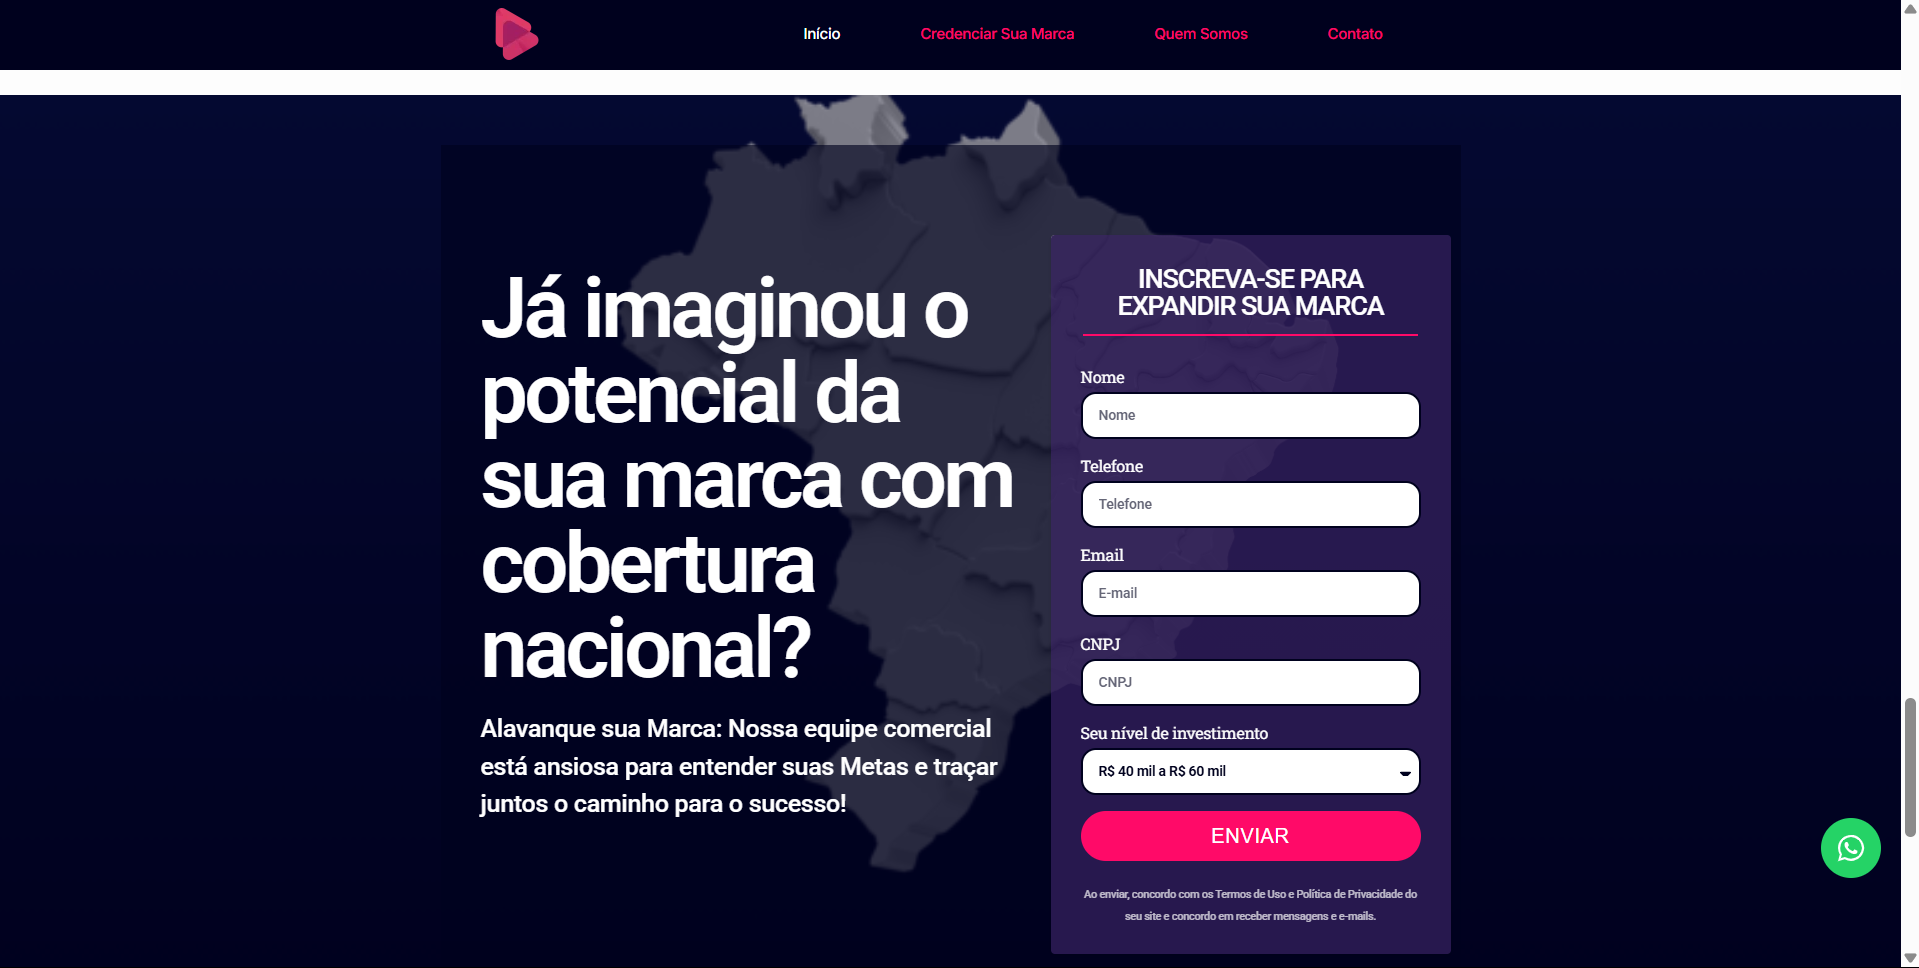 Início
Credenciar Sua Marca
Quem Somos
Contato
Já imaginou o
potencial da
sua marca com
cobertura
nacional?
Alavanque sua Marca: Nossa equipe comercial
está ansiosa para entender suas Metas e traçar
juntos o caminho para o sucesso!
INSCREVA-SE PARA
EXPANDIR SUA MARCA
Nome
Nome
Telefone
Telefone
Email
E-mail
CNPJ
CNPJ
Seu nível de investimento
R$ 40 mil a R$ 60 mil
ENVIAR
Ao enviar, concordo com os Termos de Uso e Política de Privacidade do
seu site e concordo em receber mensagens e e-mails.